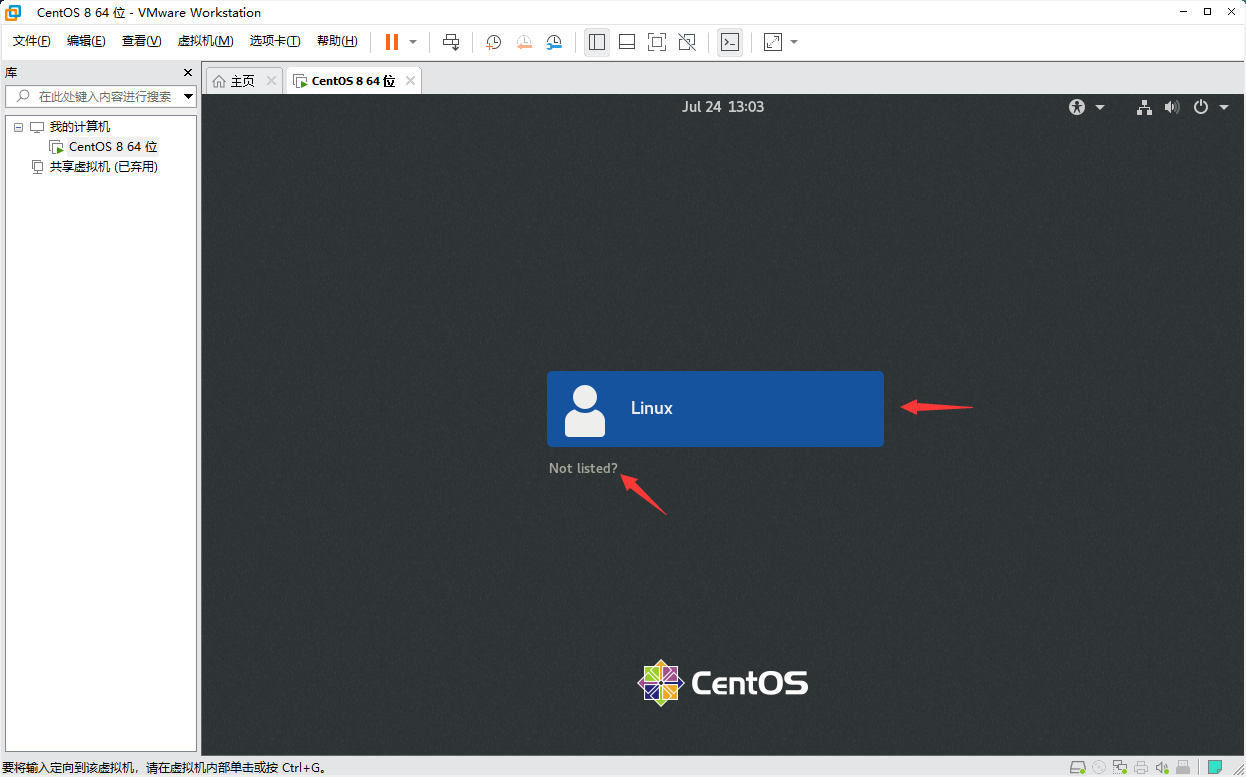 CentOS 8 64 位 - VMware Workstation
文件(F) 编辑(E) 查看(V) 虚拟机(M) 选项卡(T) 帮助(H)
库
在此处键入内容进行搜索
我的计算机
CentOS 8 64 位
共享虚拟机 (已弃用)
主页 CentOS 8 64 位
Jul 24 13:03
Linux
Not listed?
CentOS
要将输入定向到该虚拟机，请在虚拟机内部单击或按 Ctrl+G。